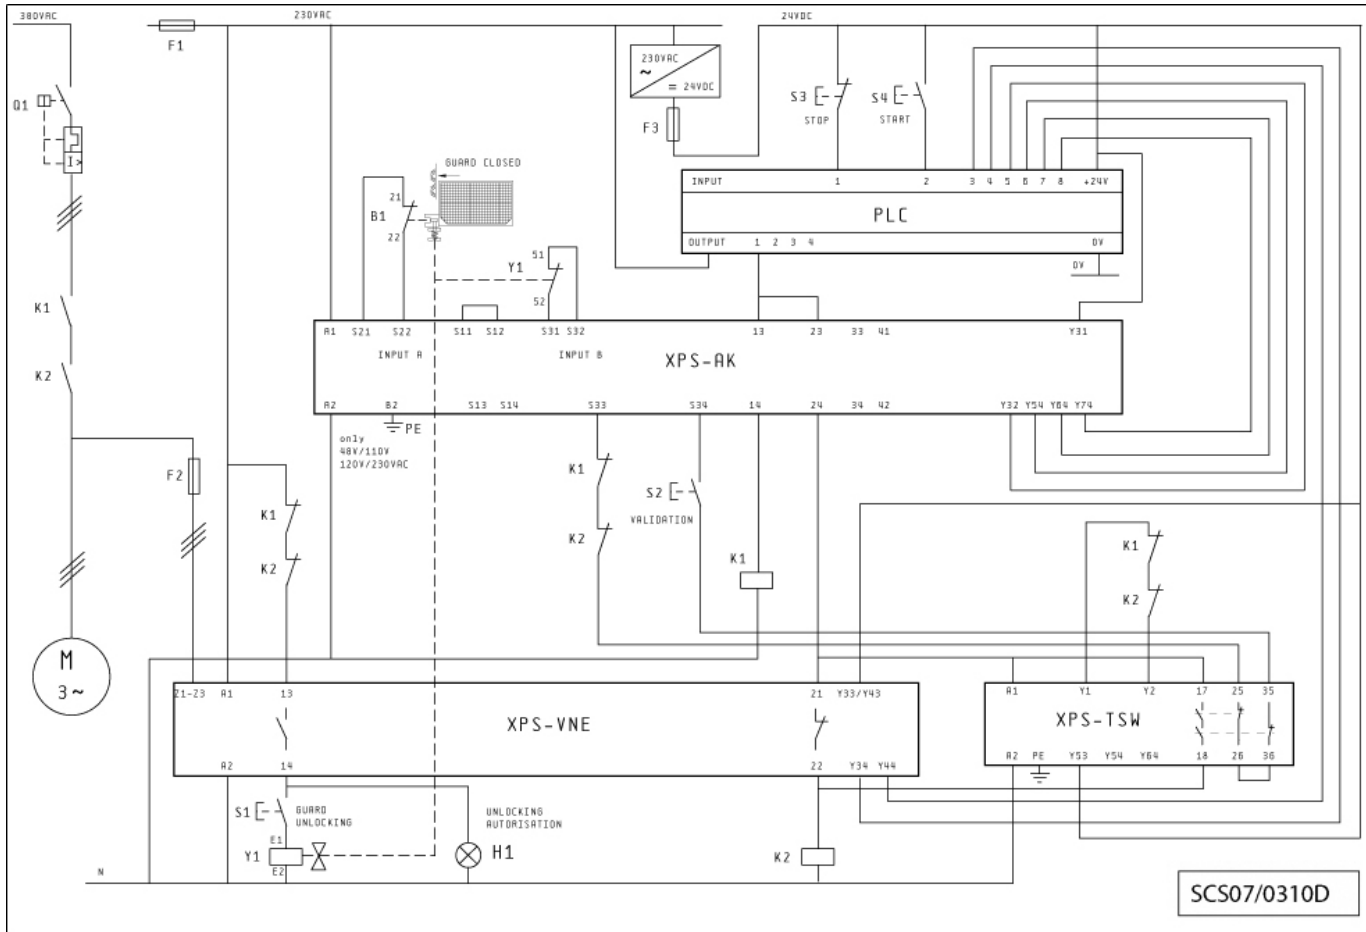 380VAC 230VAC 24VDC
F1
230VAC
~
= 24VDC
Q1
I>
F3
S3
STOP
S4
START
GUARD CLOSED
INPUT 1 2 3 4 5 6 7 8 +24V
PLC
OUTPUT 1 2 3 4 0V
0V
21
B1
22
51
Y1
52
K1
K2
A1 S21 S22 S11 S12 S31 S32 13 23 33 41 Y31
INPUT A INPUT B
XPS-AK
A2 B2 S13 S14 S33 S34 14 24 34 42 Y32 Y54 Y64 Y74
PE
only
48V/110V
120V/230VAC
F2
K1
K2
K1
K2
S2
VALIDATION
K1
K1
K2
M
3~
Z1-Z3 A1 13 21 Y33/Y43
XPS-VNE
A2 14 22 Y34 Y44
A1 Y1 Y2 17 25 35
XPS-TSW
A2 PE Y53 Y54 Y64 18 26 36
S1
GUARD
UNLOCKING
UNLOCKING
AUTORISATION
E1
Y1
E2
H1
K2
N
SCS07/0310D